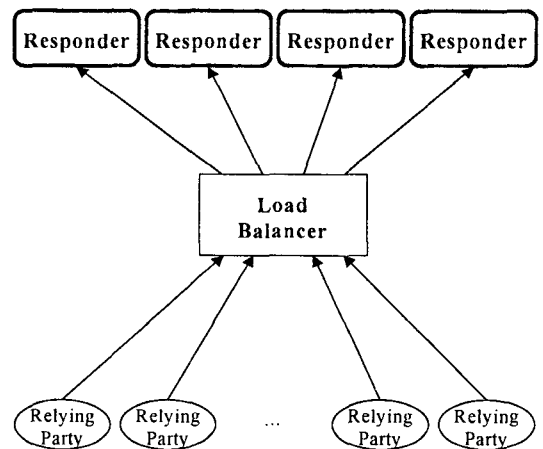 Responder Responder Responder Responder
Load
Balancer
Relying Relying ... Relying Relying
Party Party Party Party